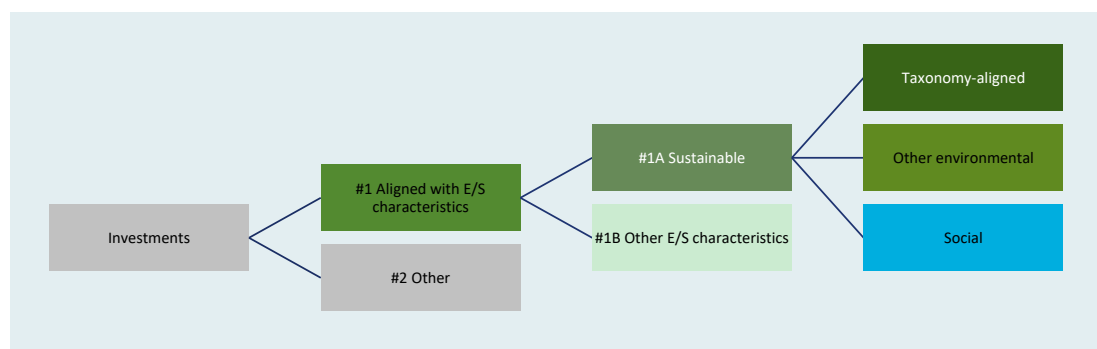 Investments
#1 Aligned with E/S
characteristics
#2 Other
#1A Sustainable
#1B Other E/S characteristics
Taxonomy-aligned
Other environmental
Social